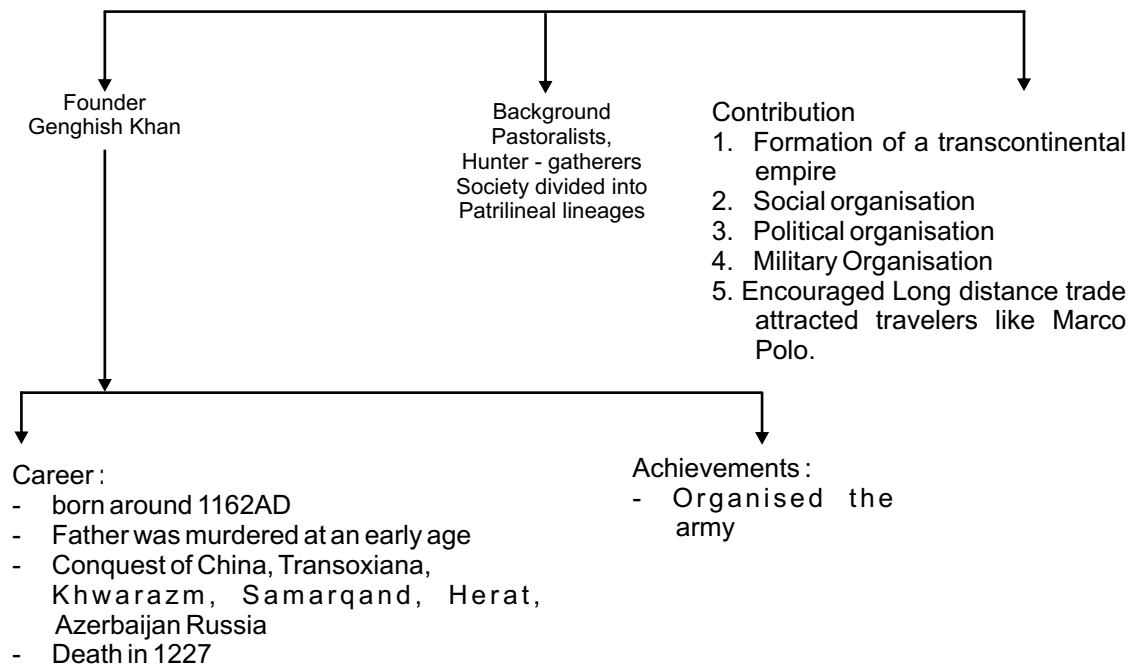 Founder
Genghish Khan
Background
Pastoralists,
Hunter - gatherers
Society divided into
Patrilineal lineages
Contribution
1. Formation of a transcontinental
empire
2. Social organisation
3. Political organisation
4. Military Organisation
5. Encouraged Long distance trade
attracted travelers like Marco
Polo.
Career :
- born around 1162AD
- Father was murdered at an early age
- Conquest of China, Transoxiana,
Khwarazm, Samarqand, Herat,
Azerbaijan Russia
- Death in 1227
Achievements :
- Organised the
army